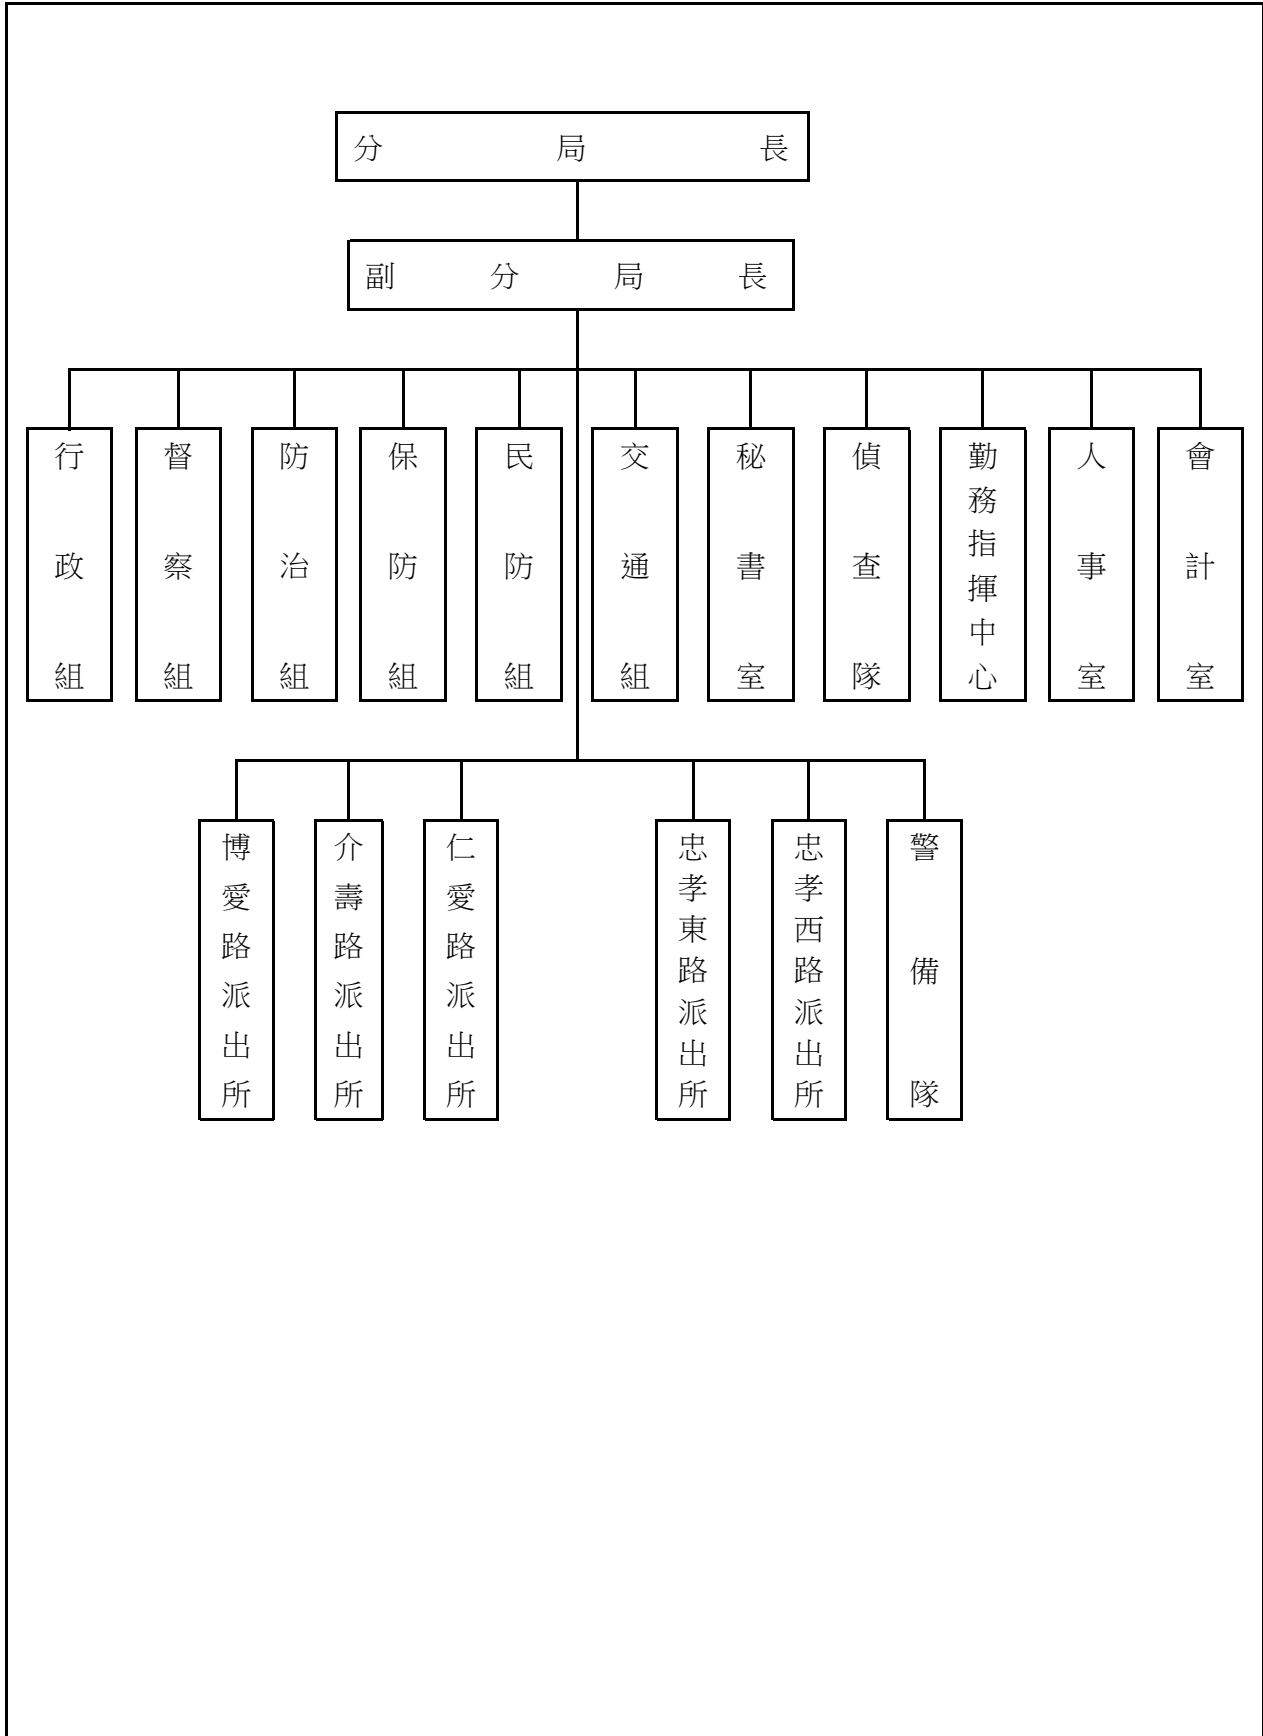 分局長
副分局長
行政組
督察組
防治組
保防組
民防組
交通組
秘書室
偵查隊
勤務指揮中心
人事室
會計室
博愛路派出所
介壽路派出所
仁愛路派出所
忠孝東路派出所
忠孝西路派出所
警備隊